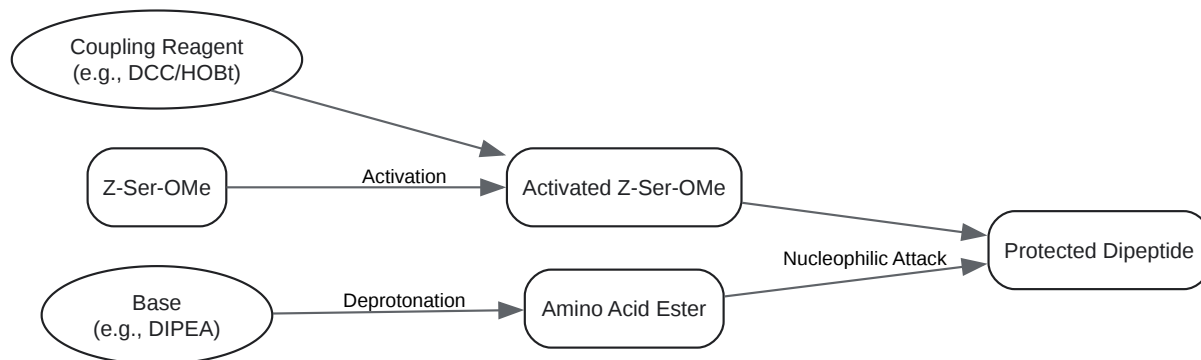 Coupling Reagent
(e.g., DCC/HOBt)
Z-Ser-OMe
Activation
Activated Z-Ser-OMe
Base
(e.g., DIPEA)
Deprotonation
Amino Acid Ester
Nucleophilic Attack
Protected Dipeptide